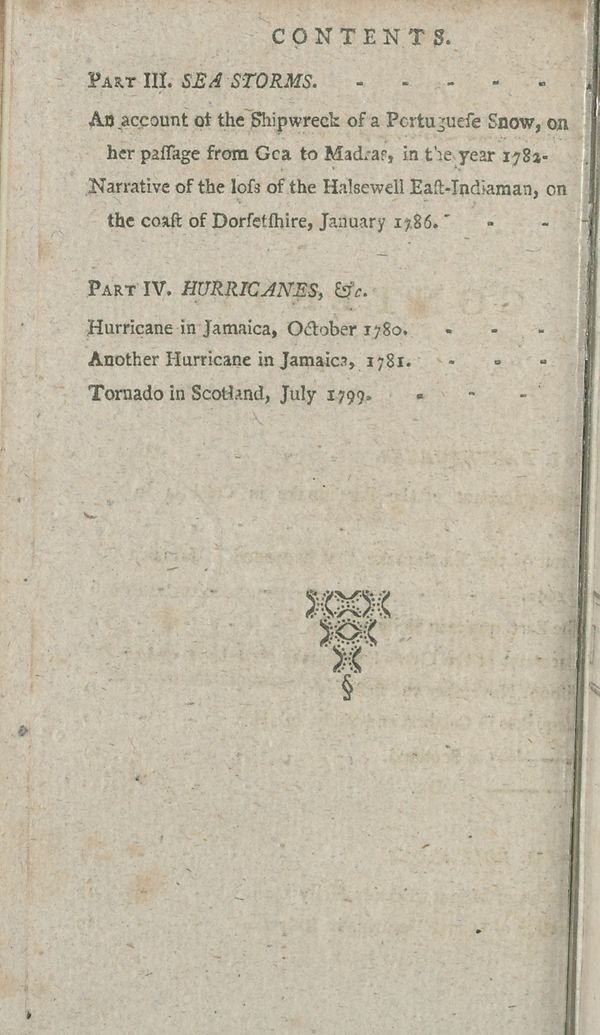 CONTENTS.
PART III. SEA STORMS. - - - - -
An account of the Shipwreck of a Portugueſe Snow, on
her paſſage from Goa to Madras, in the year 1782-
Narrative of the loſs of the Halsewell Eaſt-Indiaman, on
the coaſt of Dorſetſhire, January 1786. - - -
PART IV. HURRICANES, &c.
Hurricane in Jamaica, October 1780. - - -
Another Hurricane in Jamaica, 1781. - - -
Tornado in Scotland, July 1799. - - -
§